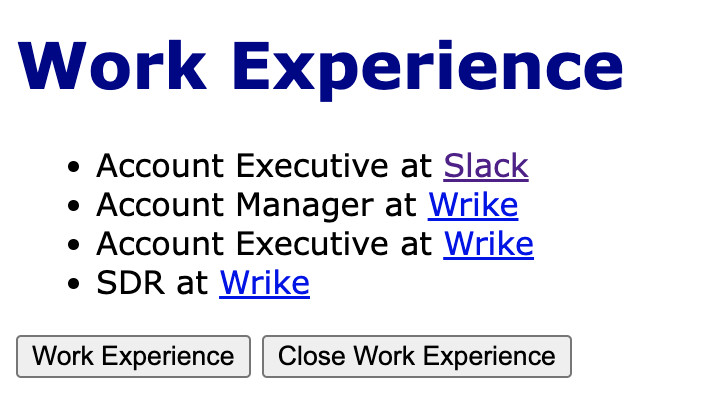 Work Experience
Account Executive at Slack
Account Manager at Wrike
Account Executive at Wrike
SDR at Wrike
Work Experience Close Work Experience